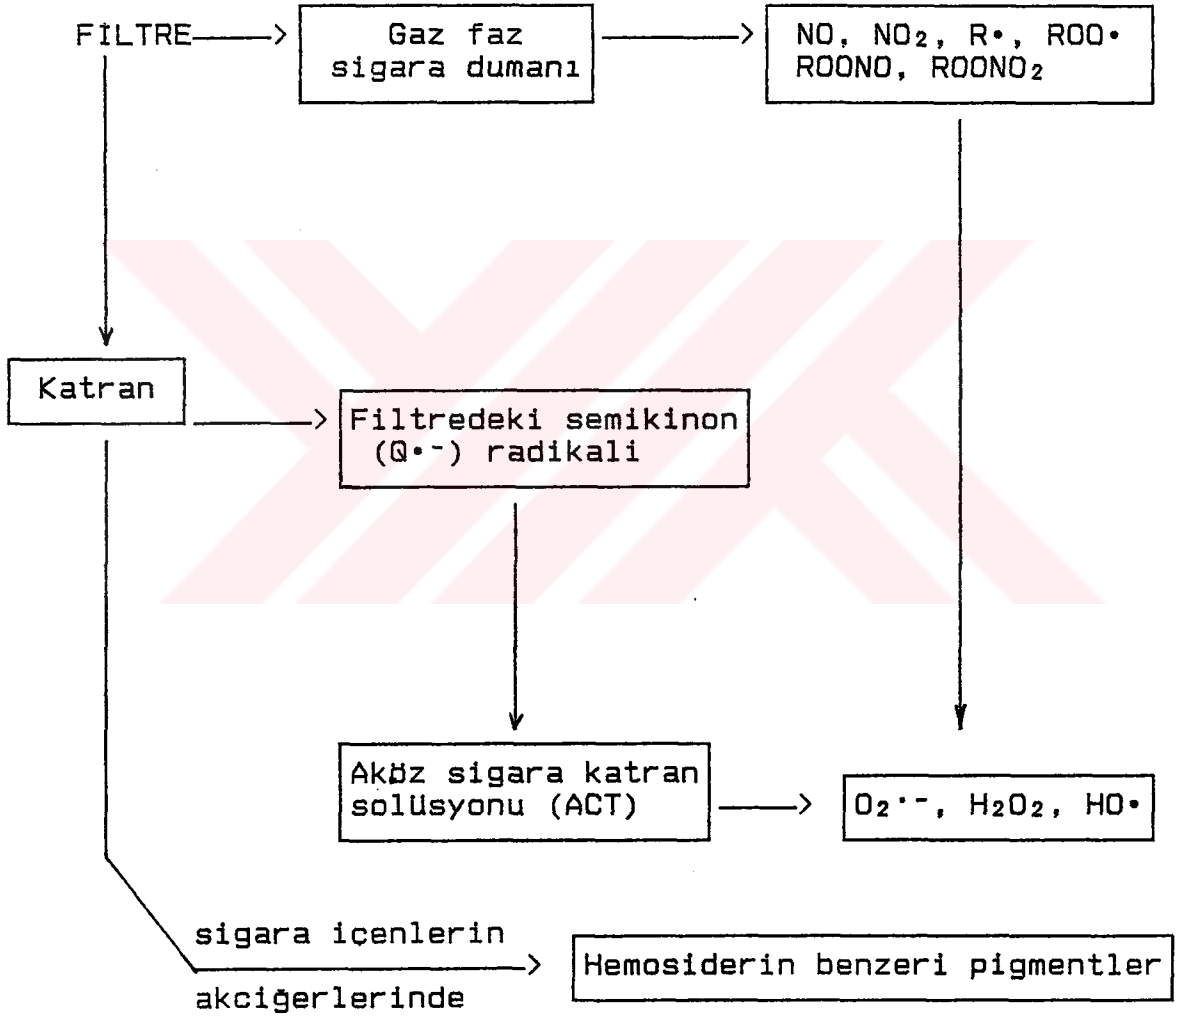 FİLTRE
Gaz faz
sigara dumanı
NO, NO₂, R•, ROO•
ROONO, ROONO₂
Katran
Filtredeki semikinon
(Q•⁻) radikali
Aköz sigara katran
solüsyonu (ACT)
O₂•⁻, H₂O₂, HO•
sigara içenlerin
akciğerlerinde
Hemosiderin benzeri pigmentler